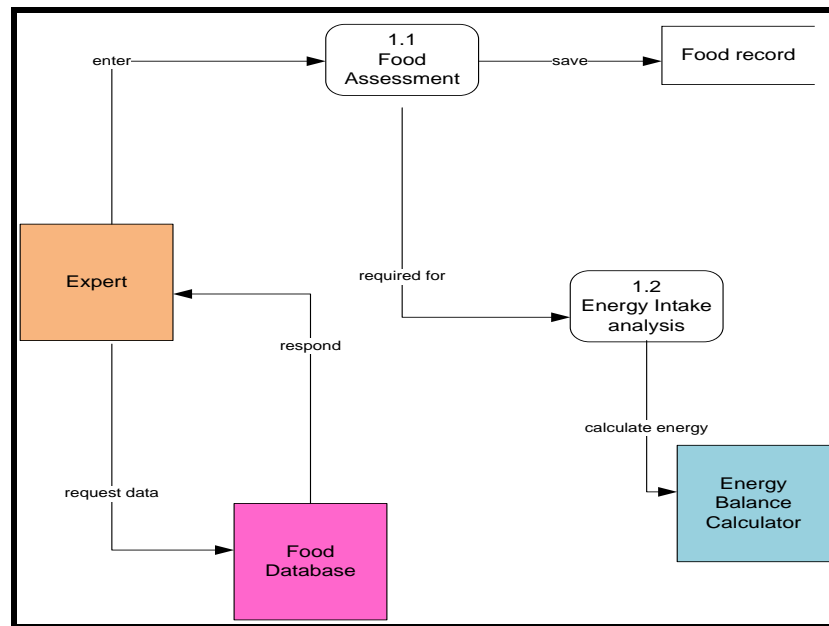 1.1
Food
Assessment
enter
save
Food record
Expert
required for
1.2
Energy Intake
analysis
respond
calculate energy
request data
Energy
Balance
Calculator
Food
Database